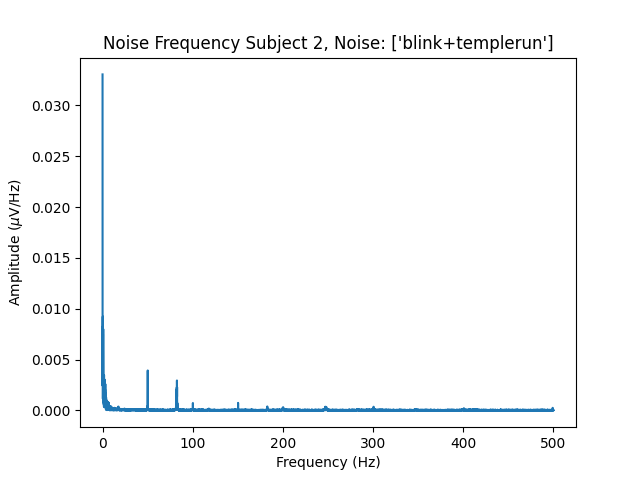 Noise Frequency Subject 2, Noise: ['blink+templerun']
Amplitude (μV/Hz)
0.030
0.025
0.020
0.015
0.010
0.005
0.000
0 100 200 300 400 500
Frequency (Hz)